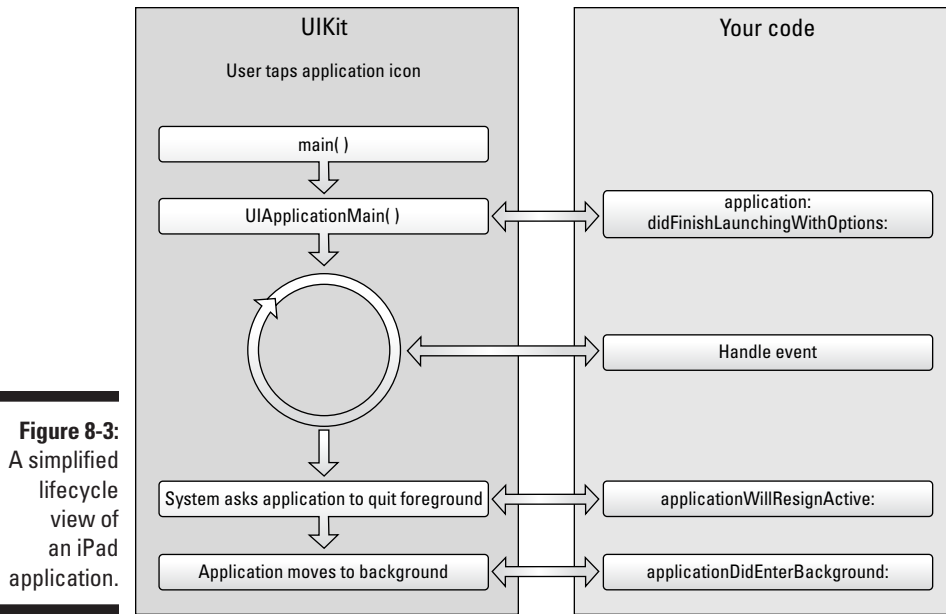 UIKit
User taps application icon
main( )
UIApplicationMain( )
System asks application to quit foreground
Application moves to background
Your code
application:
didFinishLaunchingWithOptions:
Handle event
applicationWillResignActive:
applicationDidEnterBackground:
Figure 8-3:
A simplified
lifecycle
view of
an iPad
application.